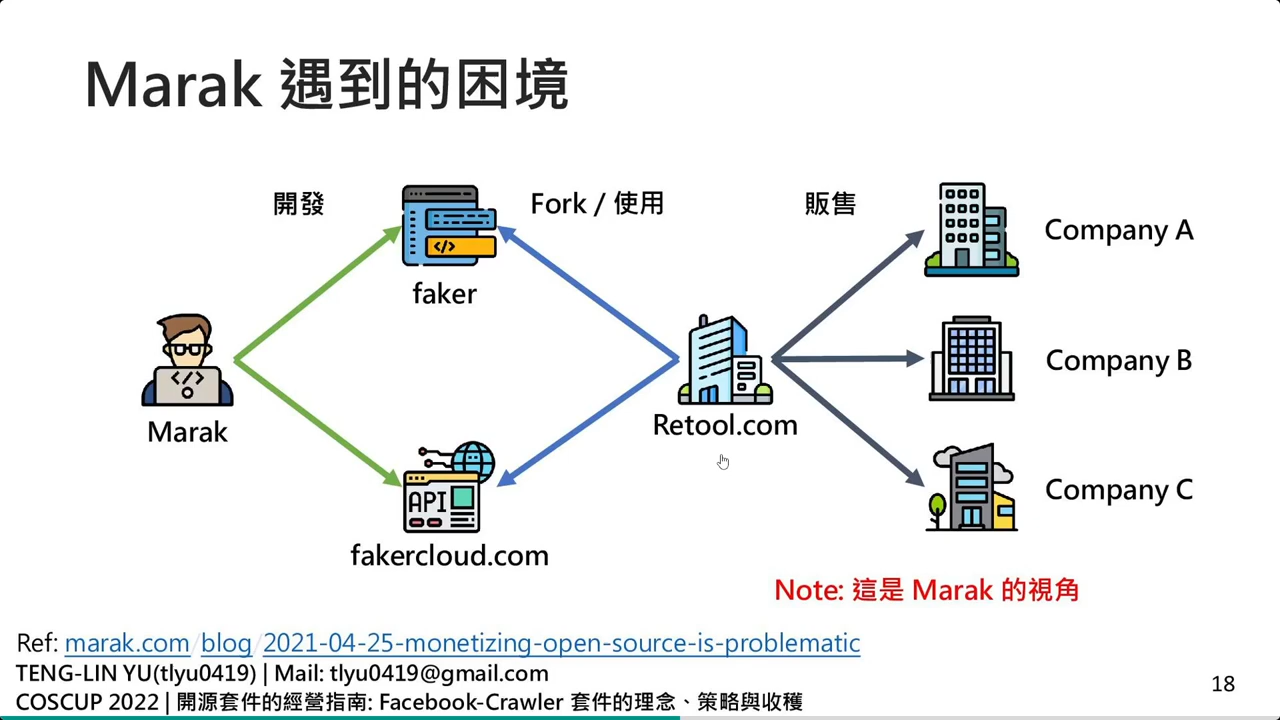 Marak 遇到的困境
開發
Fork / 使用
販售
faker
Company A
Company B
Marak
Retool.com
API
Company C
fakercloud.com
Note: 這是 Marak 的視角
Ref: marak.com/blog/2021-04-25-monetizing-open-source-is-problematic
TENG-LIN YU(tlyu0419) | Mail: tlyu0419@gmail.com
COSCUP 2022 | 開源套件的經營指南: Facebook-Crawler 套件的理念、策略與收穫
18